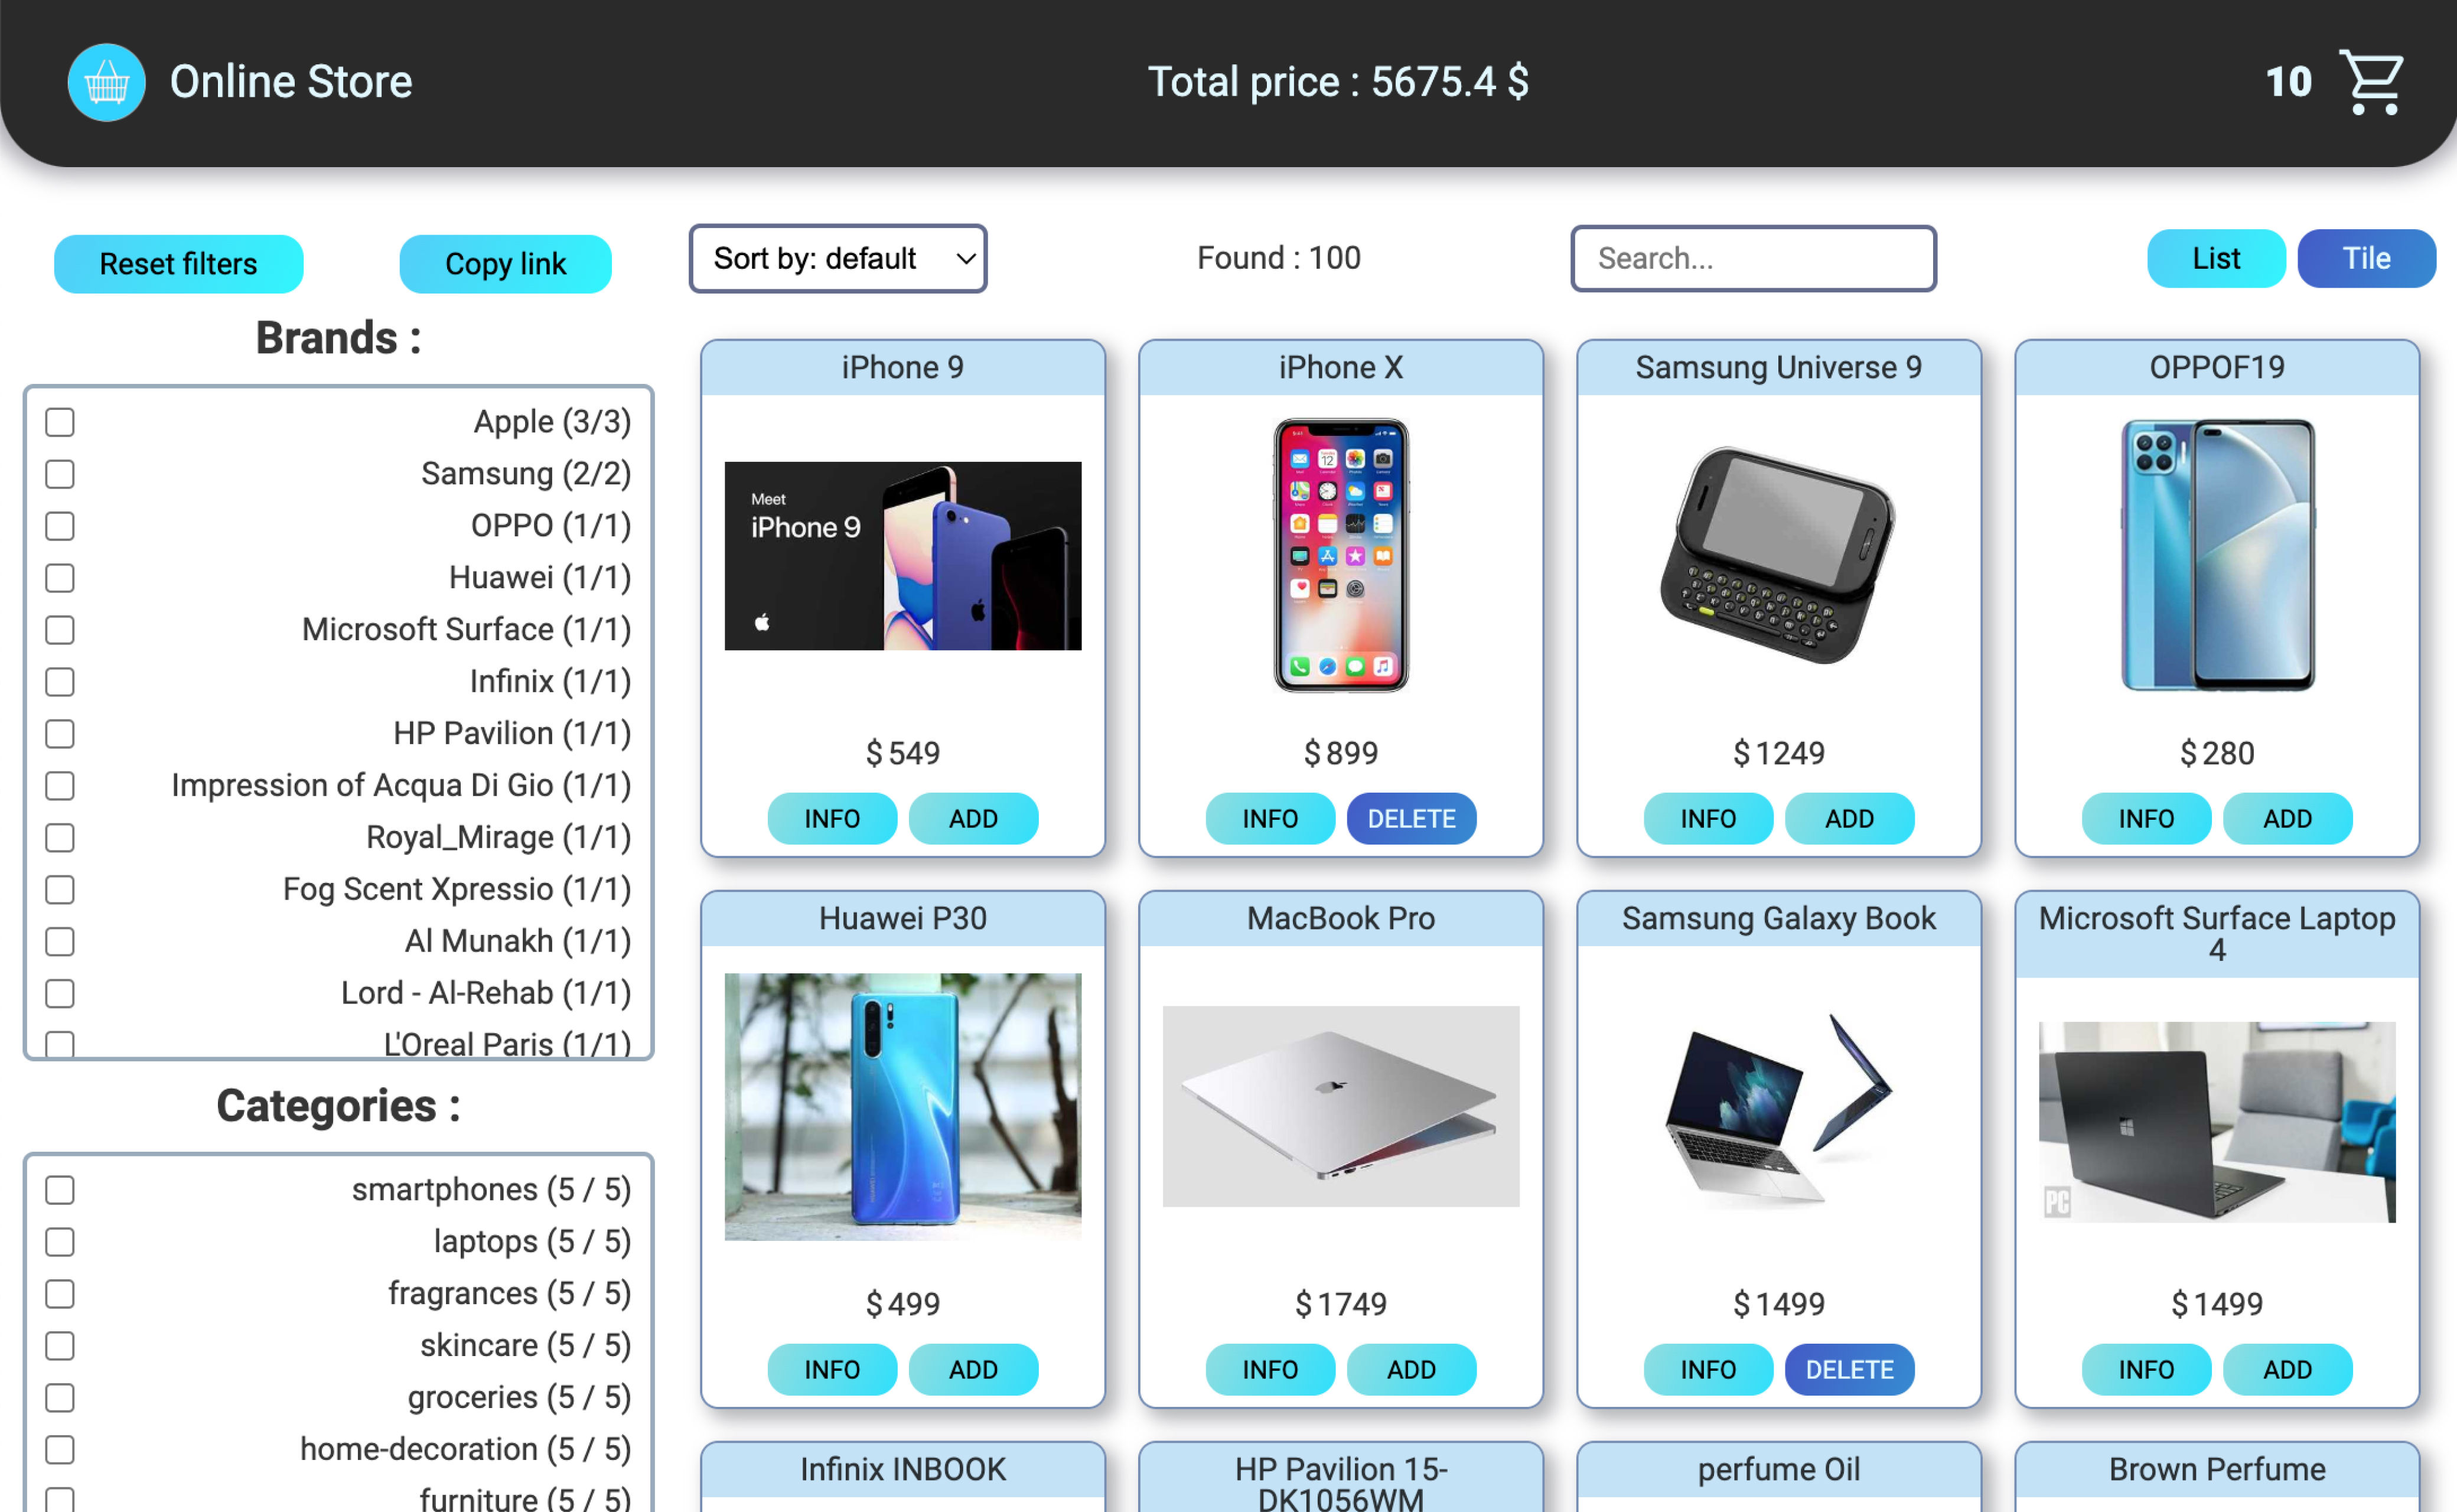 Online Store
Total price : 5675.4 $
10
Reset filters
Copy link
Sort by: default
Found : 100
Search...
List
Tile
Brands :
Apple (3/3)
Samsung (2/2)
OPPO (1/1)
Huawei (1/1)
Microsoft Surface (1/1)
Infinix (1/1)
HP Pavilion (1/1)
Impression of Acqua Di Gio (1/1)
Royal_Mirage (1/1)
Fog Scent Xpressio (1/1)
Al Munakh (1/1)
Lord - Al-Rehab (1/1)
L'Oreal Paris (1/1)
Categories :
smartphones (5 / 5)
laptops (5 / 5)
fragrances (5 / 5)
skincare (5 / 5)
groceries (5 / 5)
home-decoration (5 / 5)
furniture (5 / 5)
iPhone 9
Meet
iPhone 9
$ 549
INFO
ADD
iPhone X
$ 899
INFO
DELETE
Samsung Universe 9
$ 1249
INFO
ADD
OPPOF19
$ 280
INFO
ADD
Huawei P30
$ 499
INFO
ADD
MacBook Pro
$ 1749
INFO
ADD
Samsung Galaxy Book
$ 1499
INFO
DELETE
Microsoft Surface Laptop
4
PC
$ 1499
INFO
ADD
Infinix INBOOK
HP Pavilion 15-
DK1056WM
perfume Oil
Brown Perfume